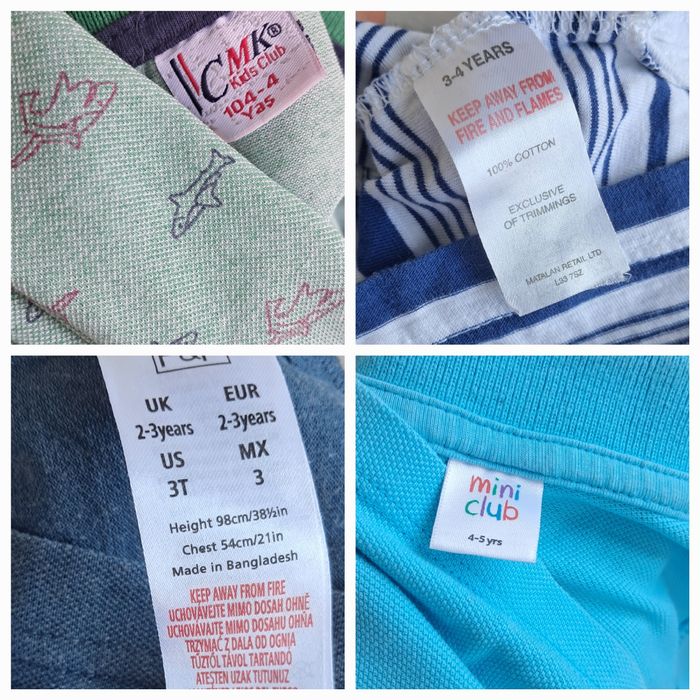 CMK®
Kids Club
104-4
Yas
3-4 YEARS
KEEP AWAY FROM
FIRE AND FLAMES
100% COTTON
EXCLUSIVE
OF TRIMMINGS
MATALAN RETAIL LTD
L33 7SZ
UK EUR
2-3years 2-3years
US MX
3T 3
Height 98cm/38½in
Chest 54cm/21in
Made in Bangladesh
KEEP AWAY FROM FIRE
UCHOVÁVEJTE MIMO DOSAH OHNĚ
UCHOVÁVAJTE MIMO DOSAHU OHŇA
TRZYMAĆ Z DALA OD OGNIA
TŰZTŐL TÁVOL TARTANDÓ
ATEŞTEN UZAK TUTUNUZ
mini
club
4-5 yrs